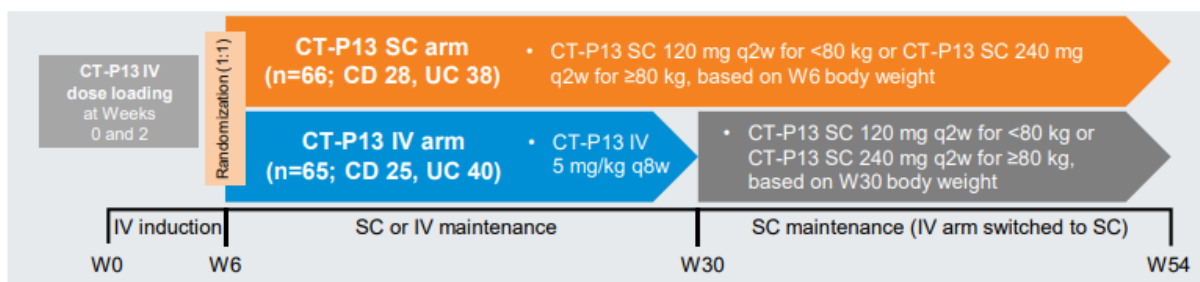 CT-P13 IV
dose loading
at Weeks
0 and 2
Randomization (1:1)
CT-P13 SC arm
(n=66; CD 28, UC 38)
• CT-P13 SC 120 mg q2w for <80 kg or CT-P13 SC 240 mg
q2w for ≥80 kg, based on W6 body weight
CT-P13 IV arm
(n=65; CD 25, UC 40)
• CT-P13 IV
5 mg/kg q8w
• CT-P13 SC 120 mg q2w for <80 kg or
CT-P13 SC 240 mg q2w for ≥80 kg,
based on W30 body weight
IV induction
SC or IV maintenance
SC maintenance (IV arm switched to SC)
W0
W6
W30
W54